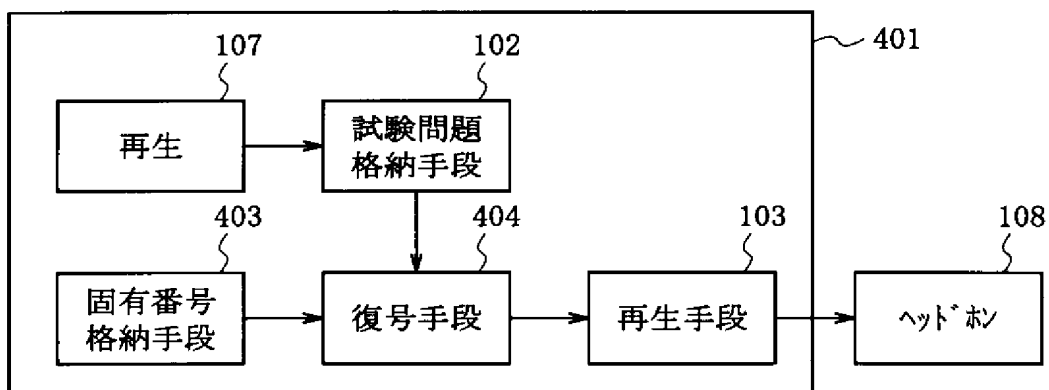 107
102
401
再生
試験問題
格納手段
403
404
103
108
固有番号
格納手段
復号手段
再生手段
ヘッドホン